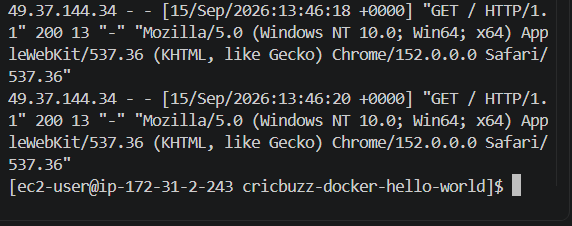 49.37.144.34 - - [15/Sep/2026:13:46:18 +0000] "GET / HTTP/1.
1" 200 13 "-" "Mozilla/5.0 (Windows NT 10.0; Win64; x64) App
leWebKit/537.36 (KHTML, like Gecko) Chrome/152.0.0.0 Safari/
537.36"
49.37.144.34 - - [15/Sep/2026:13:46:20 +0000] "GET / HTTP/1.
1" 200 13 "-" "Mozilla/5.0 (Windows NT 10.0; Win64; x64) App
leWebKit/537.36 (KHTML, like Gecko) Chrome/152.0.0.0 Safari/
537.36"
[ec2-user@ip-172-31-2-243 cricbuzz-docker-hello-world]$